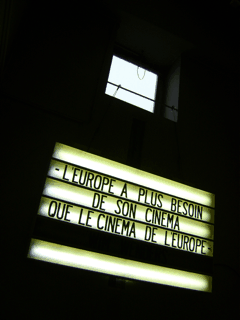 - L'EUROPE A PLUS BESOIN
DE SON CINEMA
QUE LE CINEMA DE L'EUROPE -